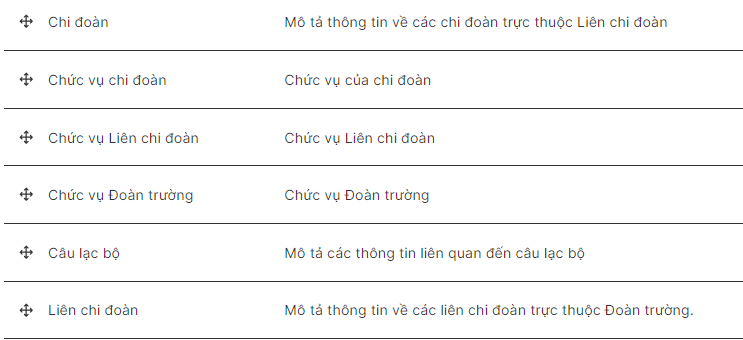 Chi đoàn Mô tả thông tin về các chi đoàn trực thuộc Liên chi đoàn
Chức vụ chi đoàn Chức vụ của chi đoàn
Chức vụ Liên chi đoàn Chức vụ Liên chi đoàn
Chức vụ Đoàn trường Chức vụ Đoàn trường
Câu lạc bộ Mô tả các thông tin liên quan đến câu lạc bộ
Liên chi đoàn Mô tả thông tin về các liên chi đoàn trực thuộc Đoàn trường.